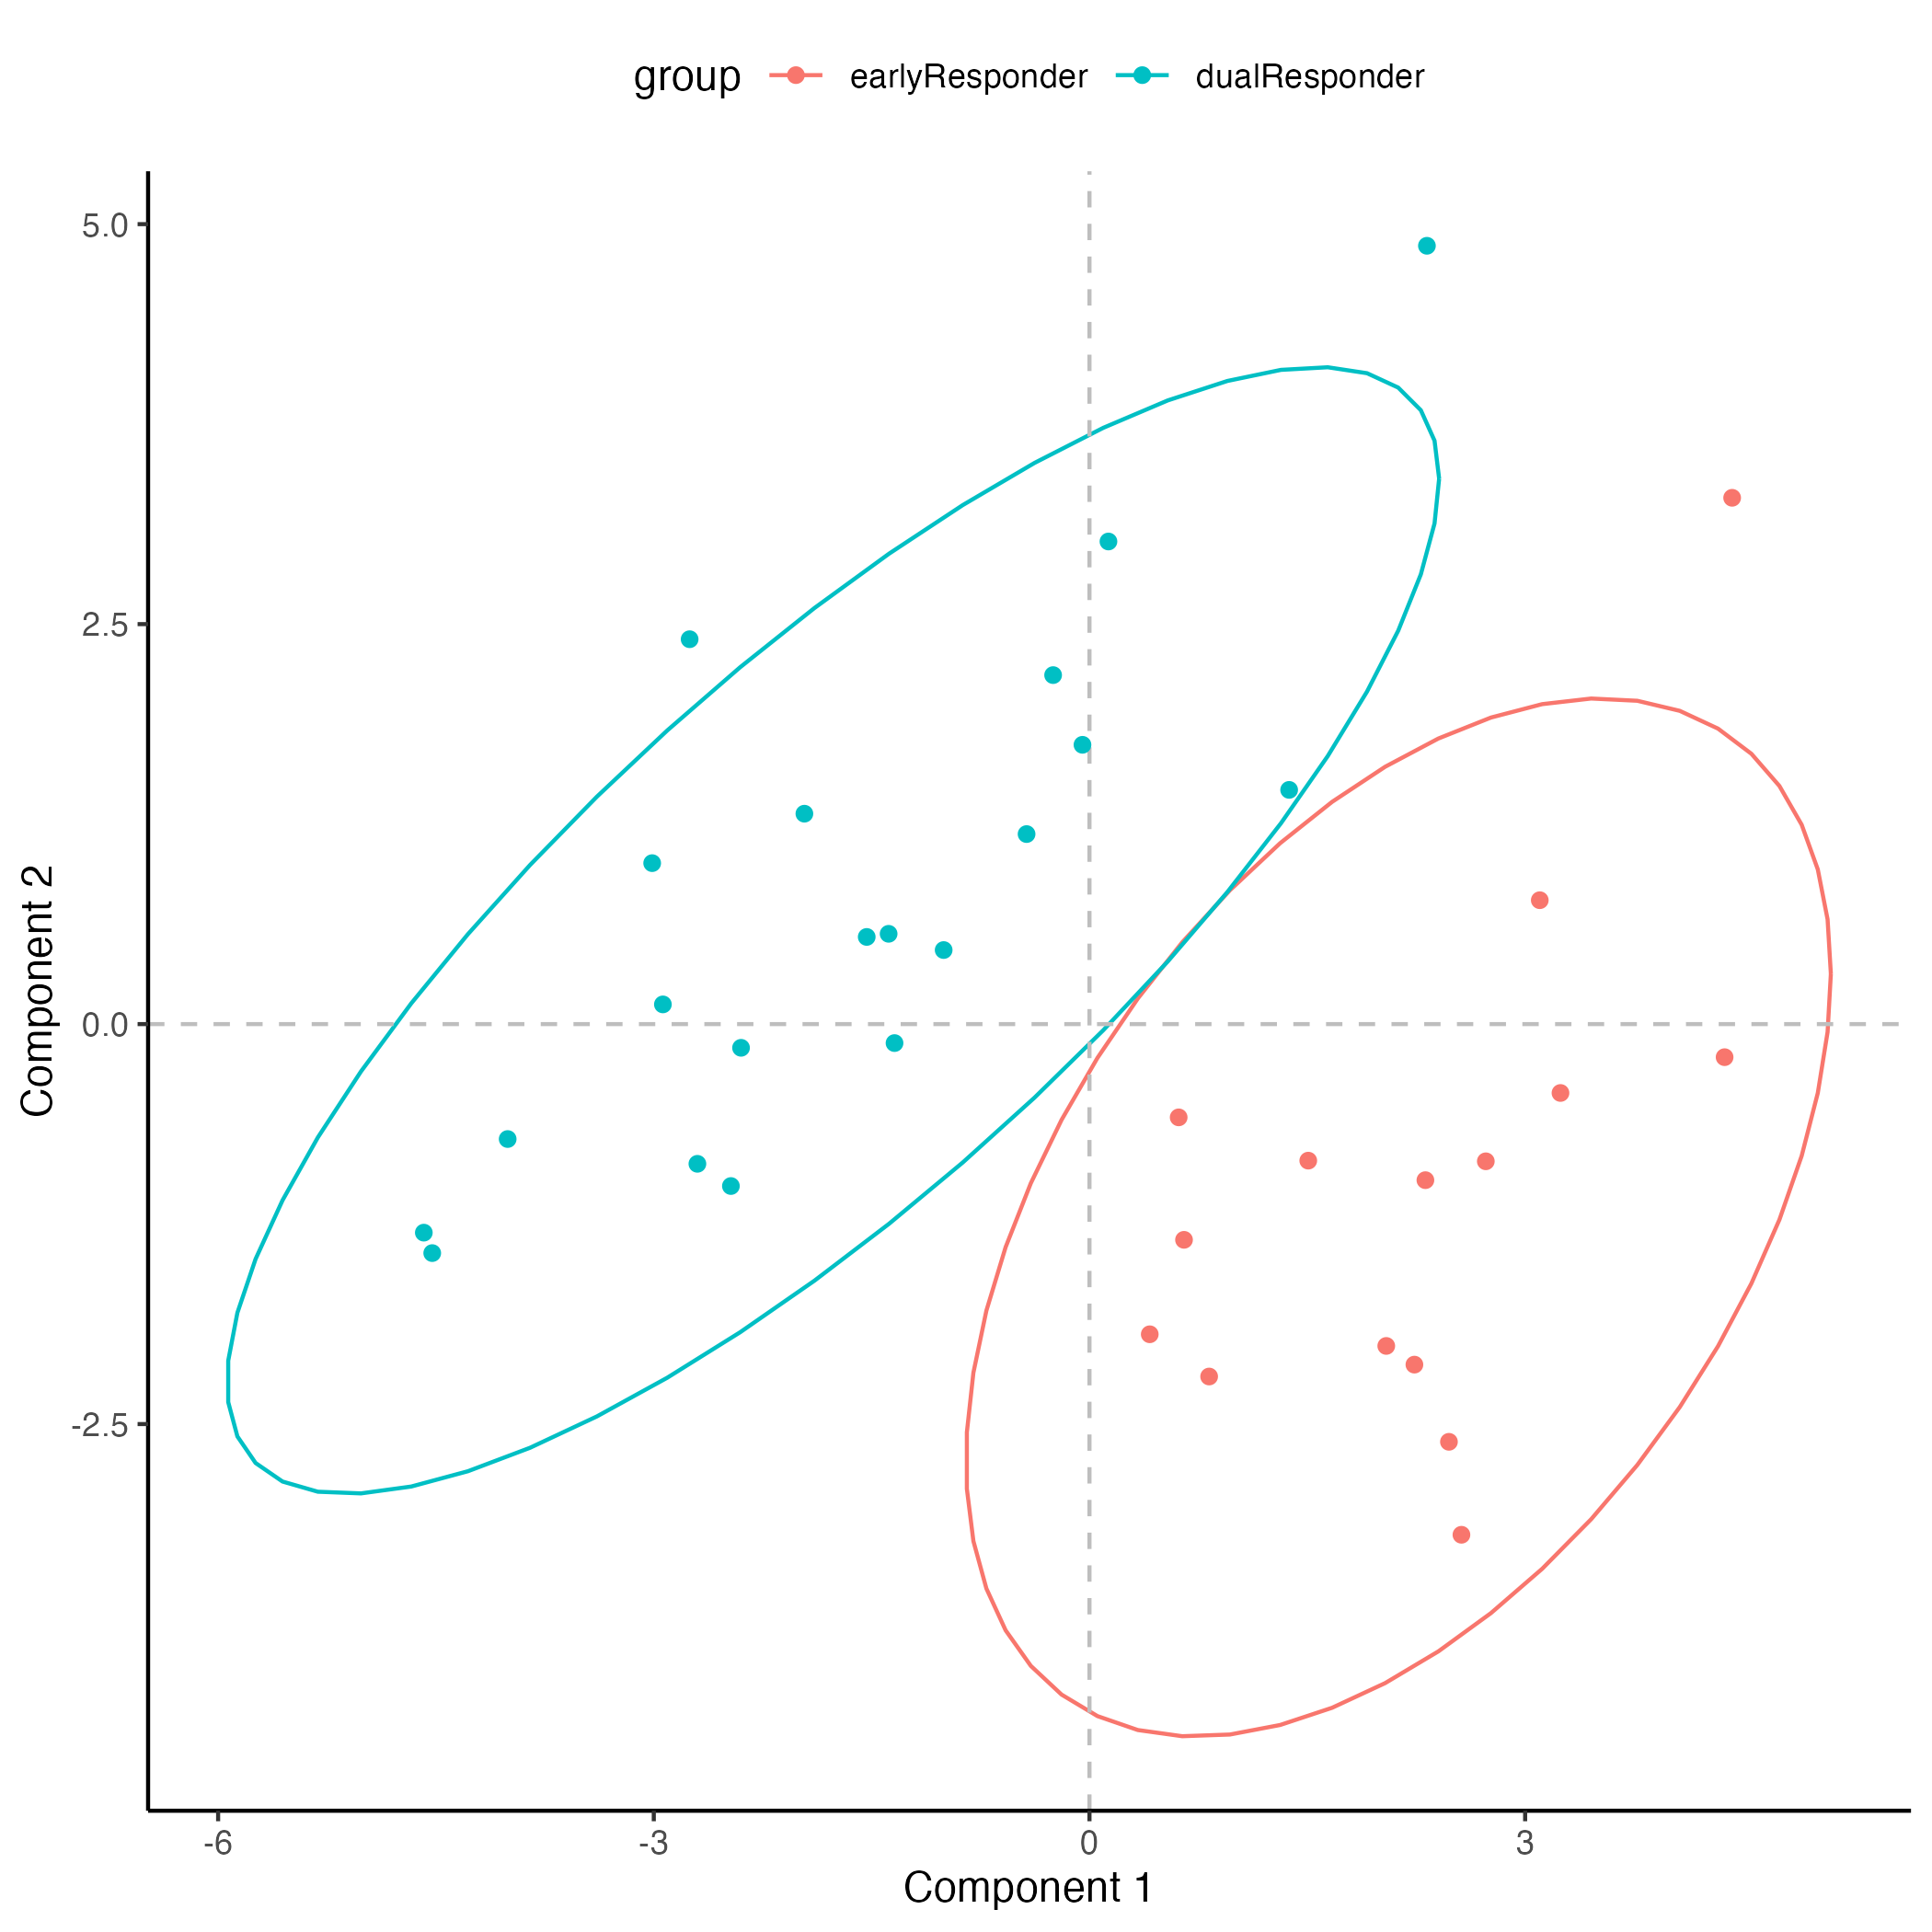 group earlyResponder dualResponder
5.0
2.5
0.0
-2.5
Component 2
-6 -3 0 3
Component 1